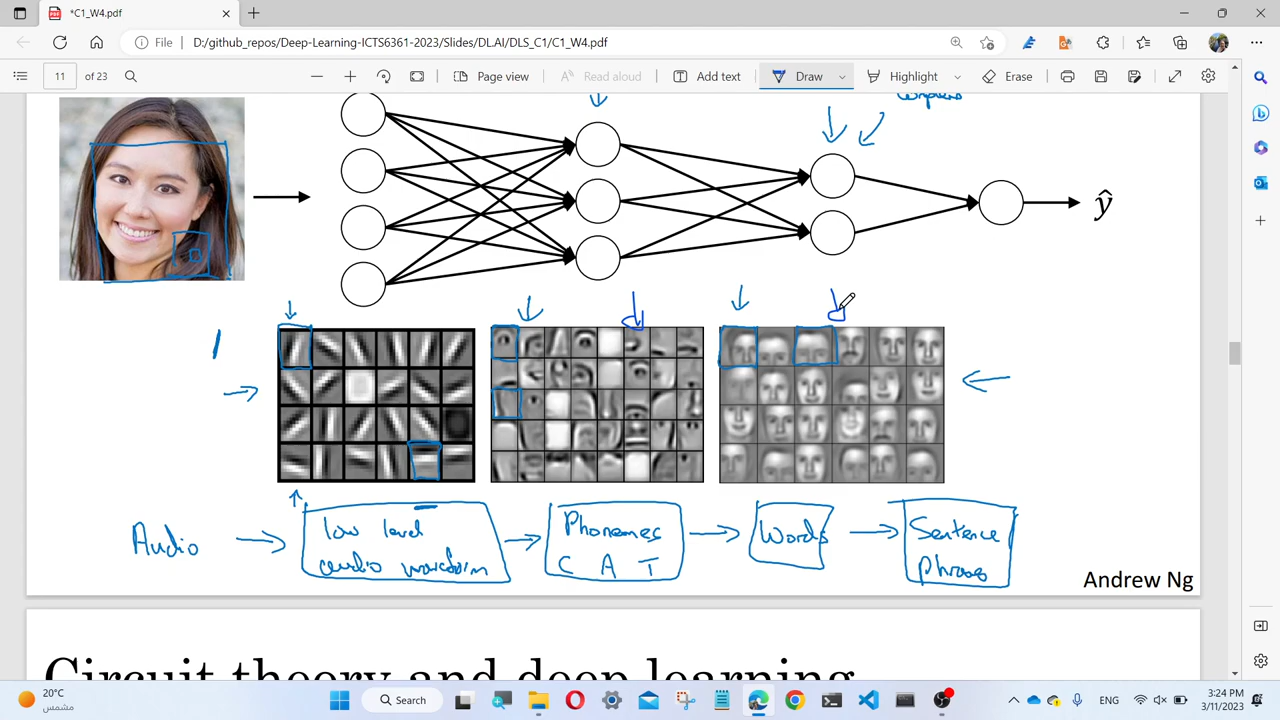 *C1_W4.pdf
File
D:/github_repos/Deep-Learning-ICTS6361-2023/Slides/DL.AI/DLS_C1/C1_W4.pdf
11 of 23
Page view
Read aloud
Add text
Draw
Highlight
Erase
ŷ
Audio
low level
audio waveform
Phonemes
C A T
Words
Sentence
phrase
Andrew Ng
Circuit theory and deep learning
20°C
مشمس
Search
ENG
3:24 PM
3/11/2023